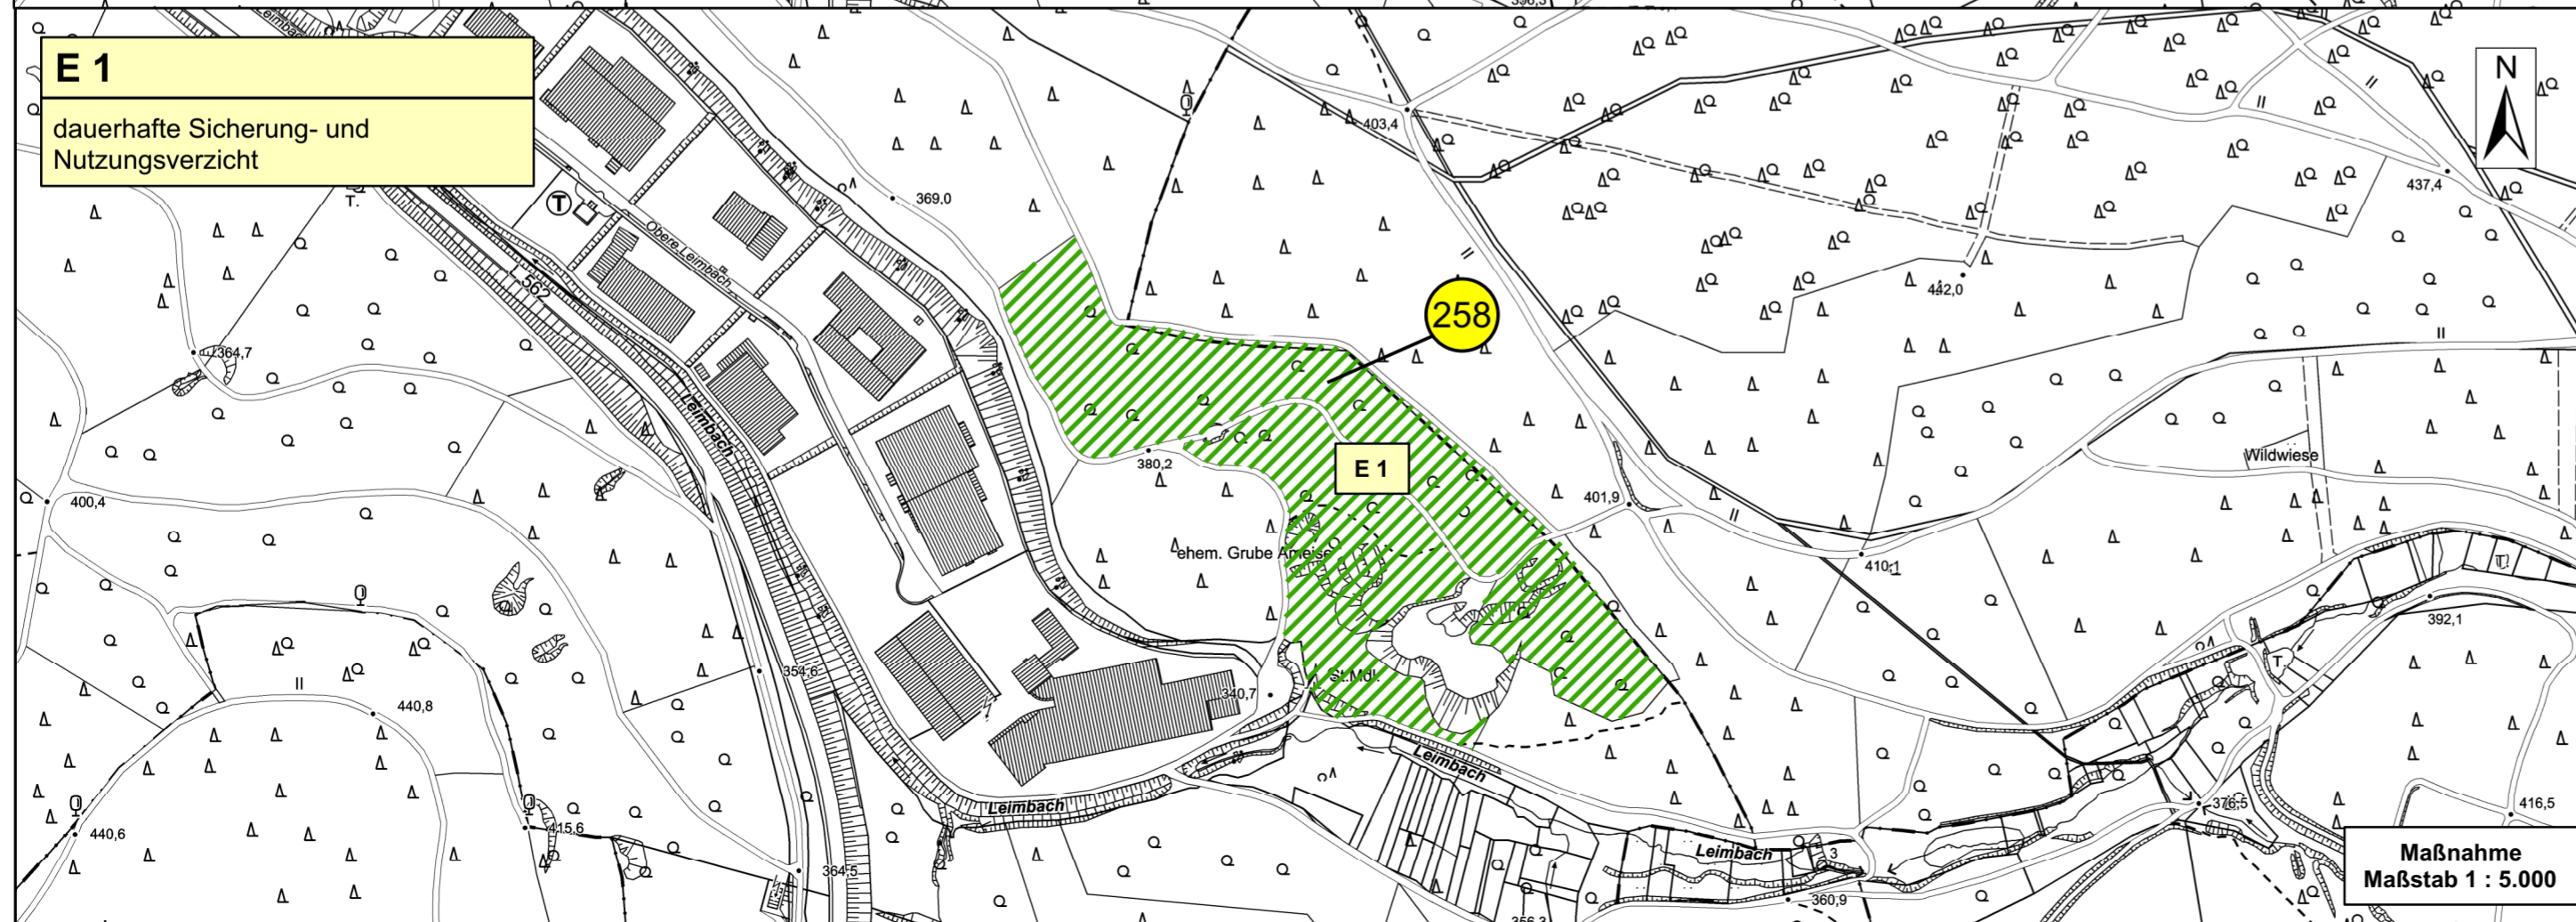 E 1
dauerhafte Sicherung- und
Nutzungsverzicht
N
403,4
437,4
369,0
T.
T
Obere Leimbach
L 562
442,0
258
364,7
Leimbach
380,2
E 1
Wildwiese
400,4
401,9
ehem. Grube Ameise
410,1
T.
392,1
354,6
340,7
St.Mdl.
T.
440,8
Leimbach
Leimbach
376,5
416,5
440,6
415,6
364,5
Leimbach
3
360,9
356,3
Maßnahme
Maßstab 1 : 5.000